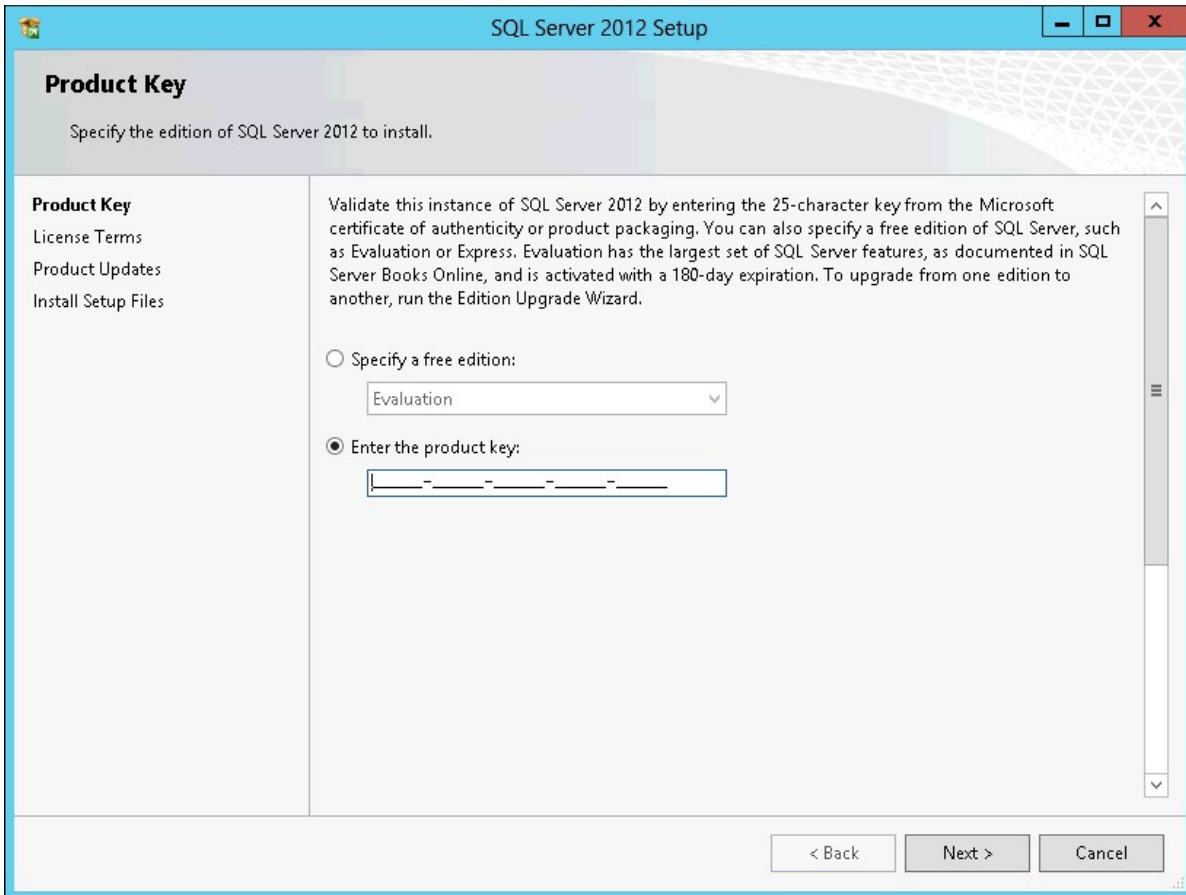 SQL Server 2012 Setup
Product Key
Specify the edition of SQL Server 2012 to install.
Product Key
License Terms
Product Updates
Install Setup Files
Validate this instance of SQL Server 2012 by entering the 25-character key from the Microsoft
certificate of authenticity or product packaging. You can also specify a free edition of SQL Server, such
as Evaluation or Express. Evaluation has the largest set of SQL Server features, as documented in SQL
Server Books Online, and is activated with a 180-day expiration. To upgrade from one edition to
another, run the Edition Upgrade Wizard.
Specify a free edition:
Evaluation
Enter the product key:
_____-_____-_____-_____-_____
< Back Next > Cancel